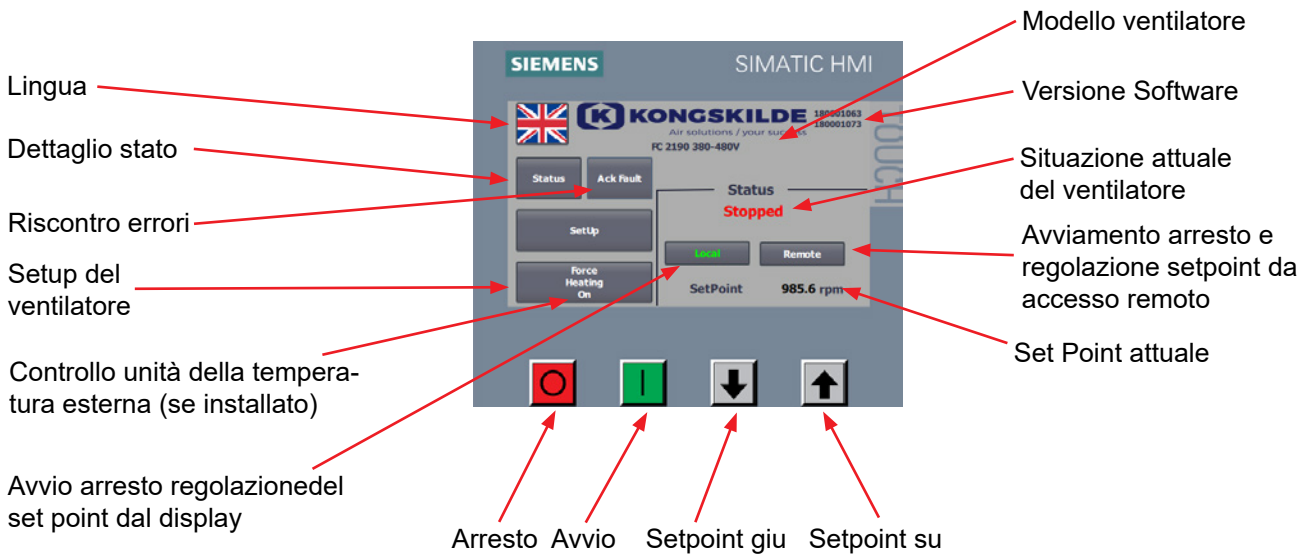 Modello ventilatore
SIEMENS
SIMATIC HMI
Lingua
Versione Software
K KONGSKILDE
180001063
180001073
Air solutions / your success
FC 2190 380-480V
TOUCH
Dettaglio stato
Status
Ack Fault
Situazione attuale
del ventilatore
Status
Stopped
Riscontro errori
SetUp
Avviamento arresto e
regolazione setpoint da
accesso remoto
Local
Remote
Setup del
ventilatore
Force
Heating
On
SetPoint
985.6 rpm
Set Point attuale
Controllo unità della tempera-
tura esterna (se installato)
Avvio arresto regolazionedel
set point dal display
Arresto
Avvio
Setpoint giu
Setpoint su